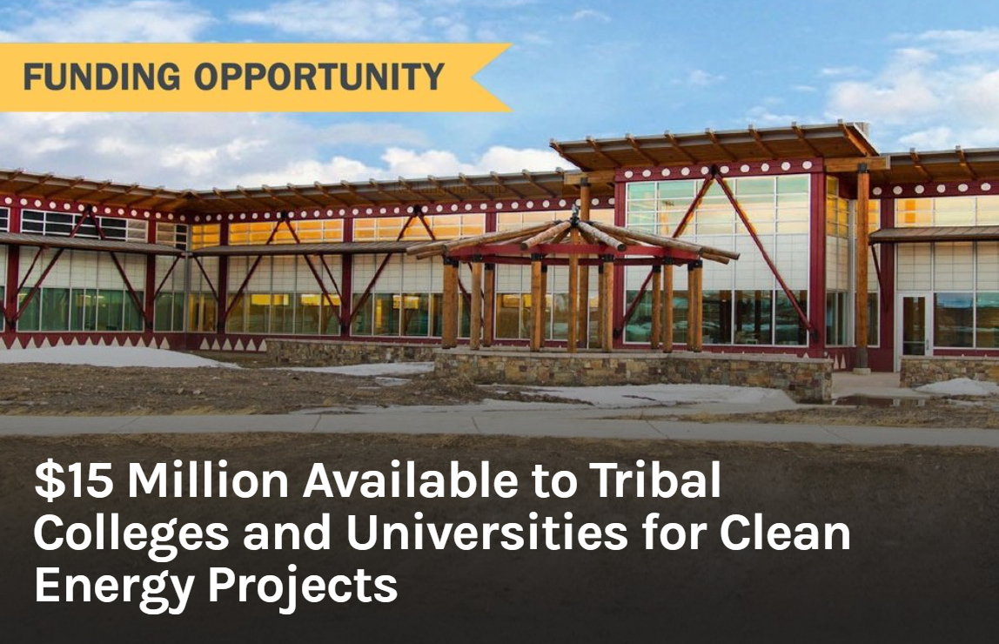 FUNDING OPPORTUNITY
$15 Million Available to Tribal
Colleges and Universities for Clean
Energy Projects